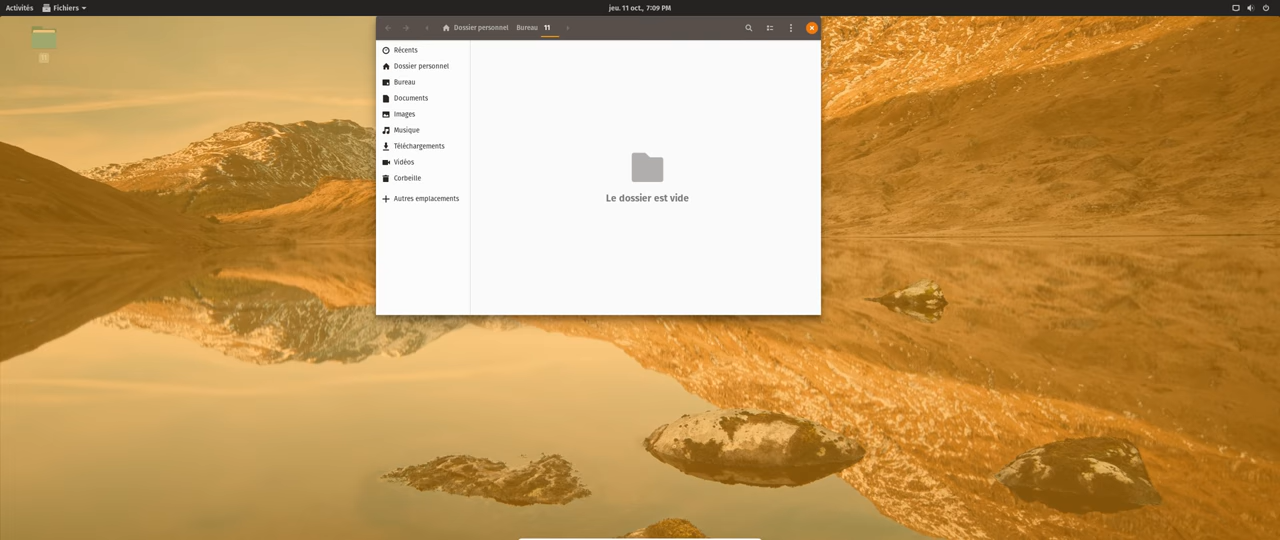 Activités Fichiers jeu. 11 oct., 7:09 PM
Dossier personnel Bureau 11
11
Récents
Dossier personnel
Bureau
Documents
Images
Musique
Téléchargements
Vidéos
Corbeille
Autres emplacements
Le dossier est vide